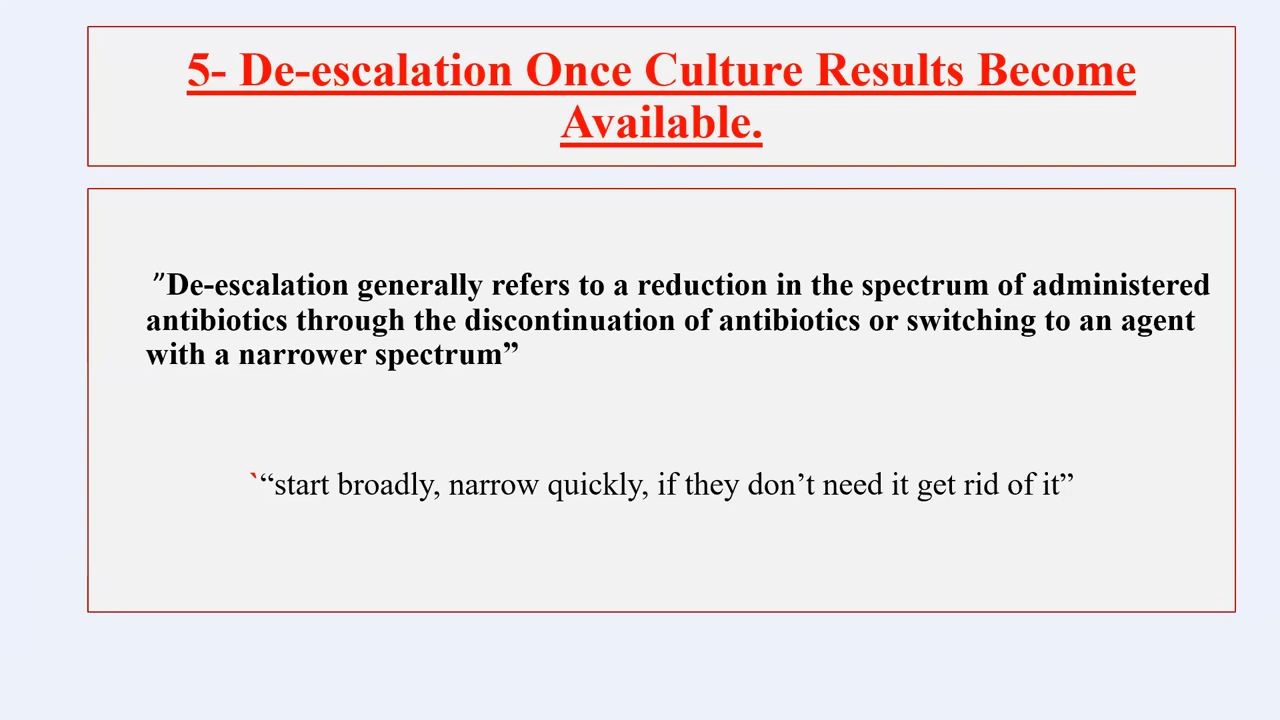 5- De-escalation Once Culture Results Become
Available.
”De-escalation generally refers to a reduction in the spectrum of administered
antibiotics through the discontinuation of antibiotics or switching to an agent
with a narrower spectrum”
`“start broadly, narrow quickly, if they don’t need it get rid of it”